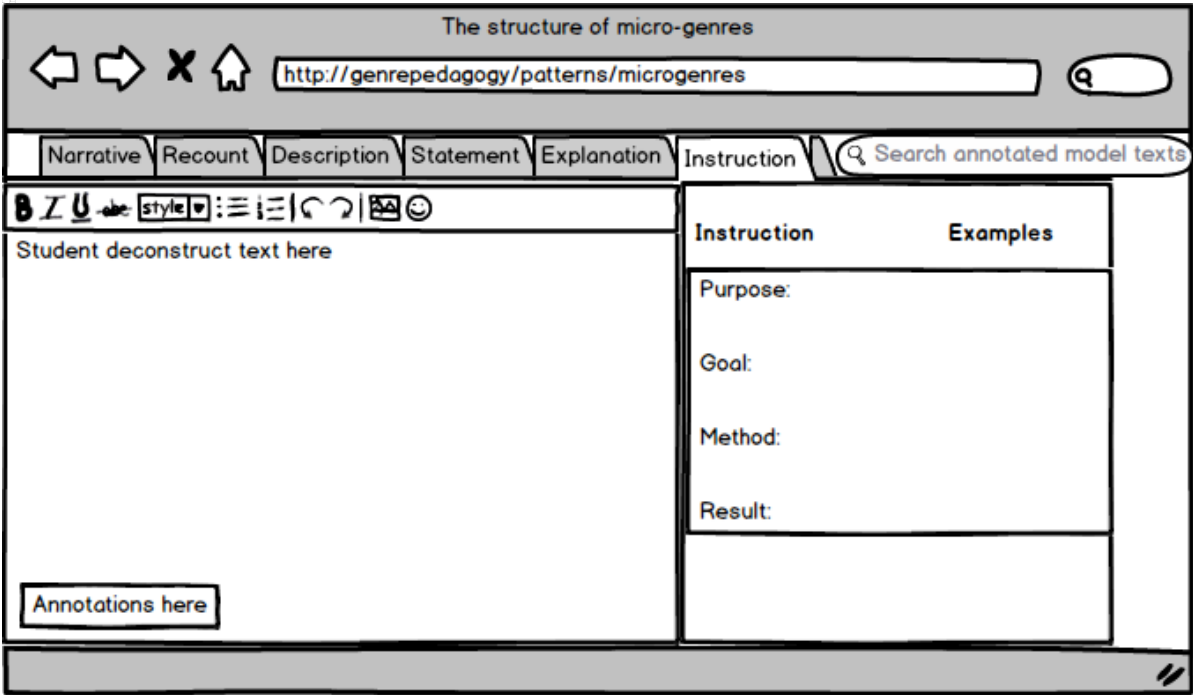 The structure of micro-genres
http://genrepedagogy/patterns/microgenres
Narrative Recount Description Statement Explanation Instruction Search annotated model texts
B I U abc style
Student deconstruct text here
Annotations here
Instruction Examples
Purpose:
Goal:
Method:
Result: